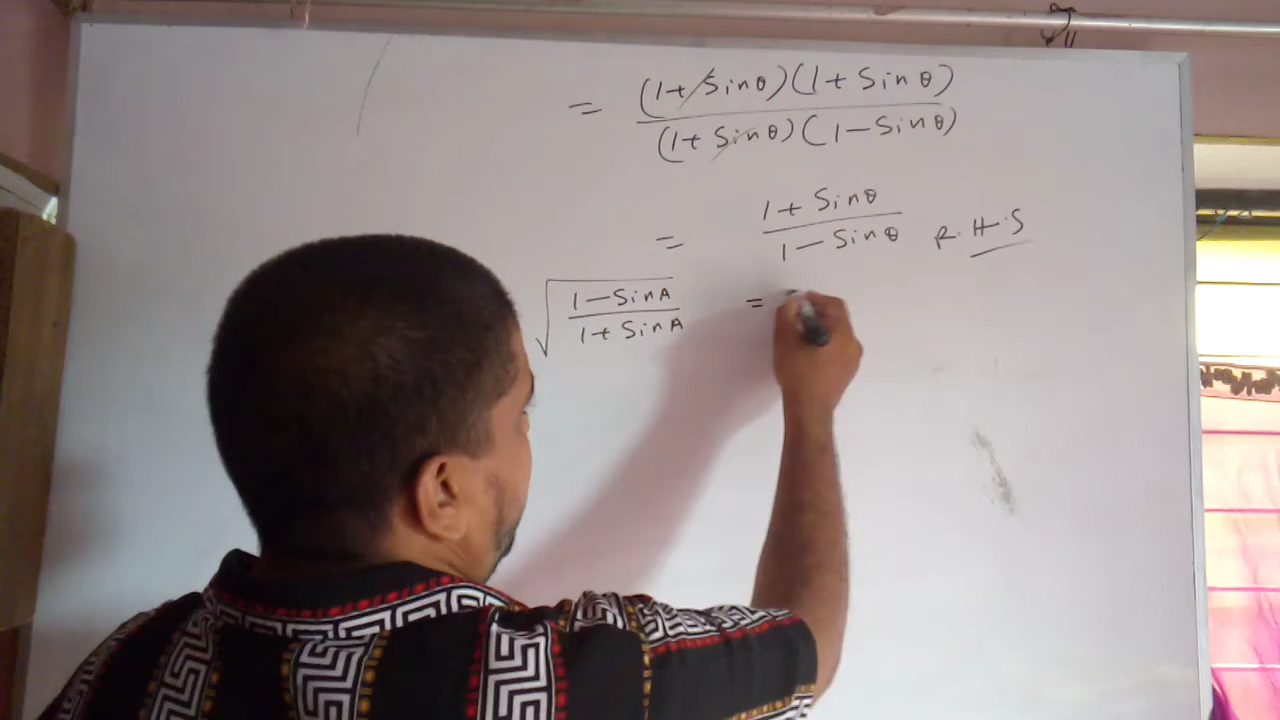 = (1+Sinθ)(1+Sinθ)
(1+Sinθ)(1-Sinθ)
= 1+Sinθ
1-Sinθ R.H.S
√ 1-SinA =
1+SinA